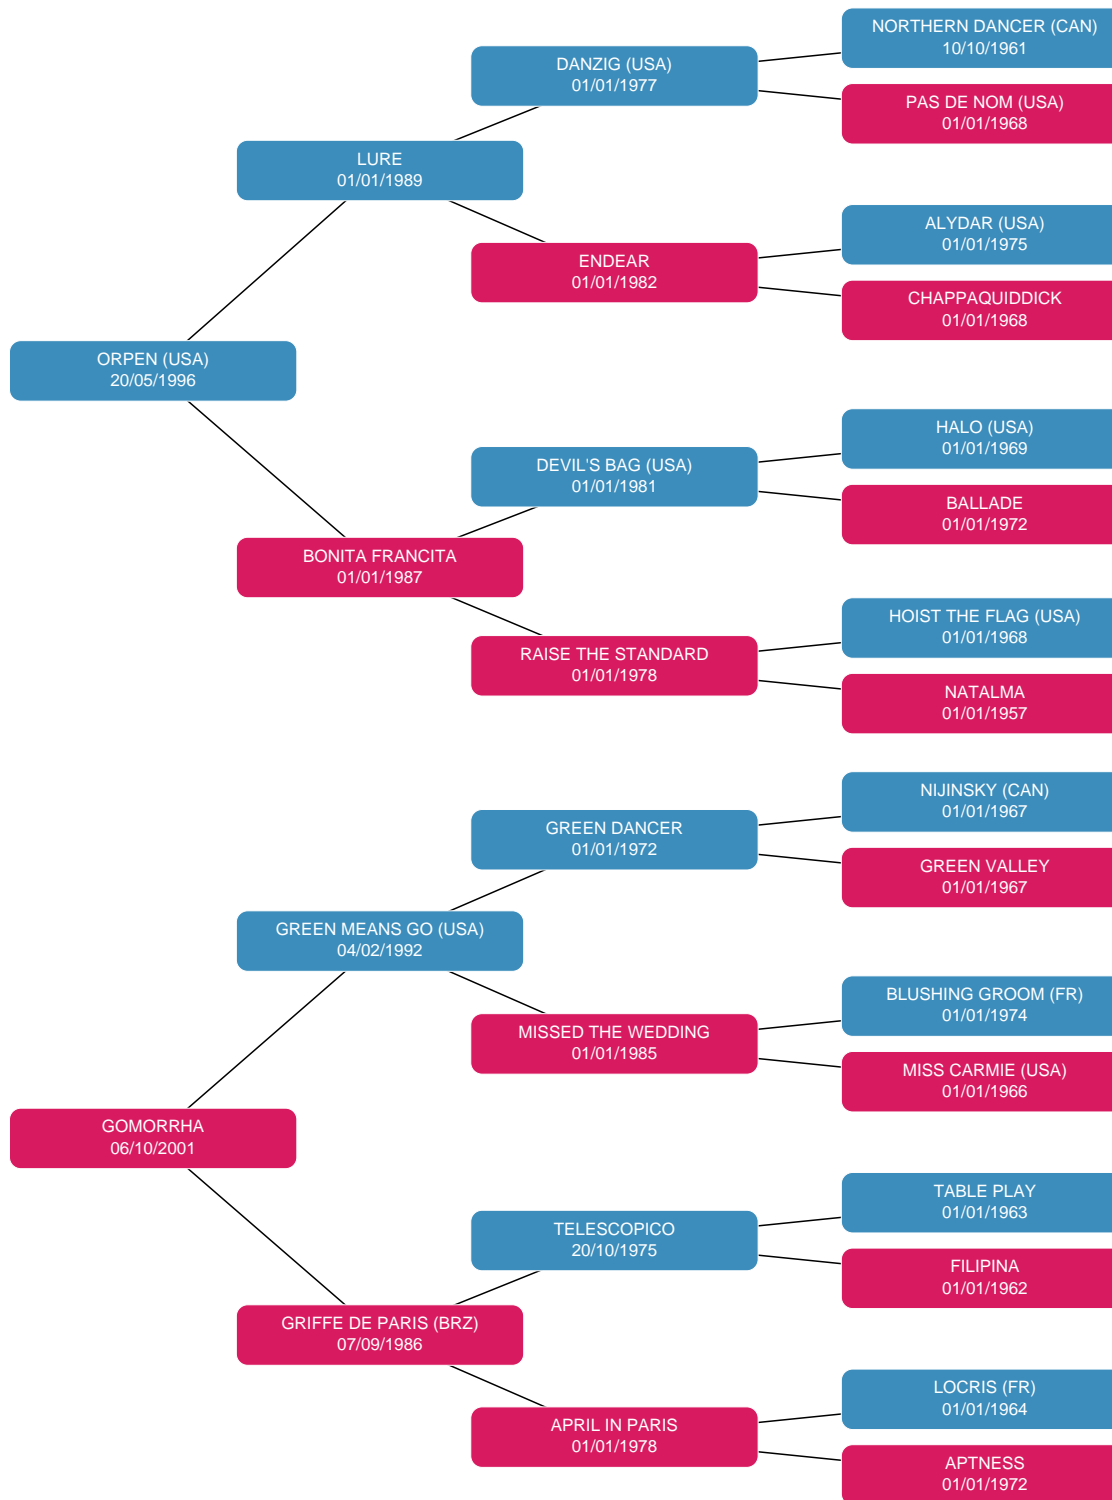 NORTHERN DANCER (CAN)
10/10/1961
DANZIG (USA)
01/01/1977
PAS DE NOM (USA)
01/01/1968
LURE
01/01/1989
ALYDAR (USA)
01/01/1975
ENDEAR
01/01/1982
CHAPPAQUIDDICK
01/01/1968
ORPEN (USA)
20/05/1996
HALO (USA)
01/01/1969
DEVIL'S BAG (USA)
01/01/1981
BALLADE
01/01/1972
BONITA FRANCITA
01/01/1987
HOIST THE FLAG (USA)
01/01/1968
RAISE THE STANDARD
01/01/1978
NATALMA
01/01/1957
NIJINSKY (CAN)
01/01/1967
GREEN DANCER
01/01/1972
GREEN VALLEY
01/01/1967
GREEN MEANS GO (USA)
04/02/1992
BLUSHING GROOM (FR)
01/01/1974
MISSED THE WEDDING
01/01/1985
MISS CARMIE (USA)
01/01/1966
GOMORRHA
06/10/2001
TABLE PLAY
01/01/1963
TELESCOPICO
20/10/1975
FILIPINA
01/01/1962
GRIFFE DE PARIS (BRZ)
07/09/1986
LOCRIS (FR)
01/01/1964
APRIL IN PARIS
01/01/1978
APTNESS
01/01/1972